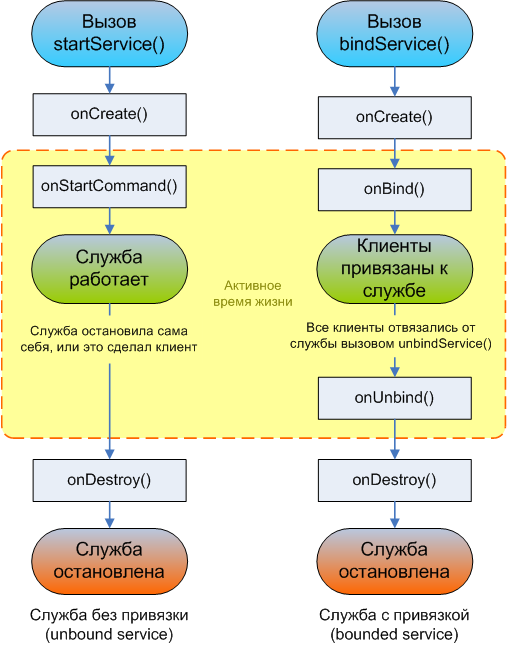 Вызов
startService()
onCreate()
onStartCommand()
Служба
работает
Служба остановила сама
себя, или это сделал клиент
onDestroy()
Служба
остановлена
Служба без привязки
(unbound service)
Активное
время жизни
Вызов
bindService()
onCreate()
onBind()
Клиенты
привязаны к
службе
Все клиенты отвязались от
службы вызовом unbindService()
onUnbind()
onDestroy()
Служба
остановлена
Служба с привязкой
(bounded service)